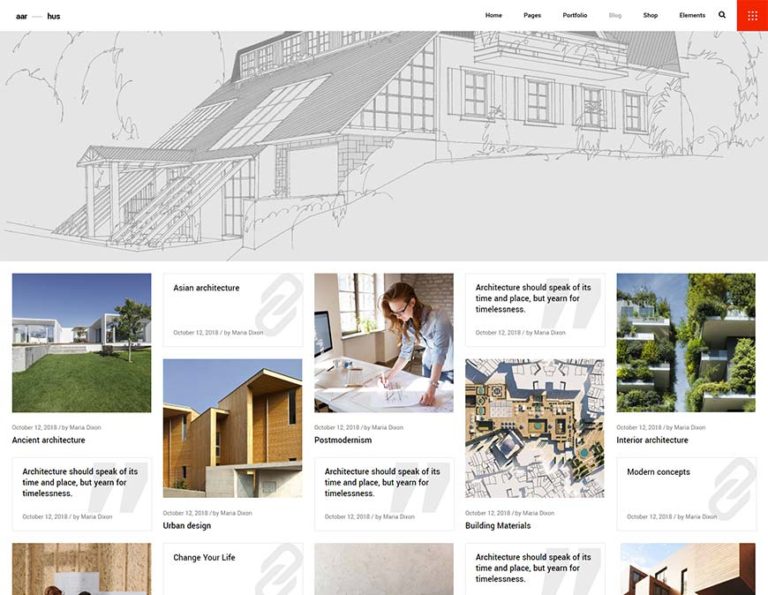 aar — hus
Home Pages Portfolio Blog Shop Elements
Asian architecture
October 12, 2018 / by Maria Dixon
Architecture should speak of its
time and place, but yearn for
timelessness.
October 12, 2018 / by Maria Dixon
October 12, 2018 / by Maria Dixon
Ancient architecture
October 12, 2018 / by Maria Dixon
Postmodernism
October 12, 2018 / by Maria Dixon
Interior architecture
Architecture should speak of its
time and place, but yearn for
timelessness.
October 12, 2018 / by Maria Dixon
October 12, 2018 / by Maria Dixon
Urban design
Architecture should speak of its
time and place, but yearn for
timelessness.
October 12, 2018 / by Maria Dixon
October 12, 2018 / by Maria Dixon
Building Materials
Modern concepts
October 12, 2018 / by Maria Dixon
Change Your Life
Architecture should speak of its
time and place, but yearn for
timelessness.